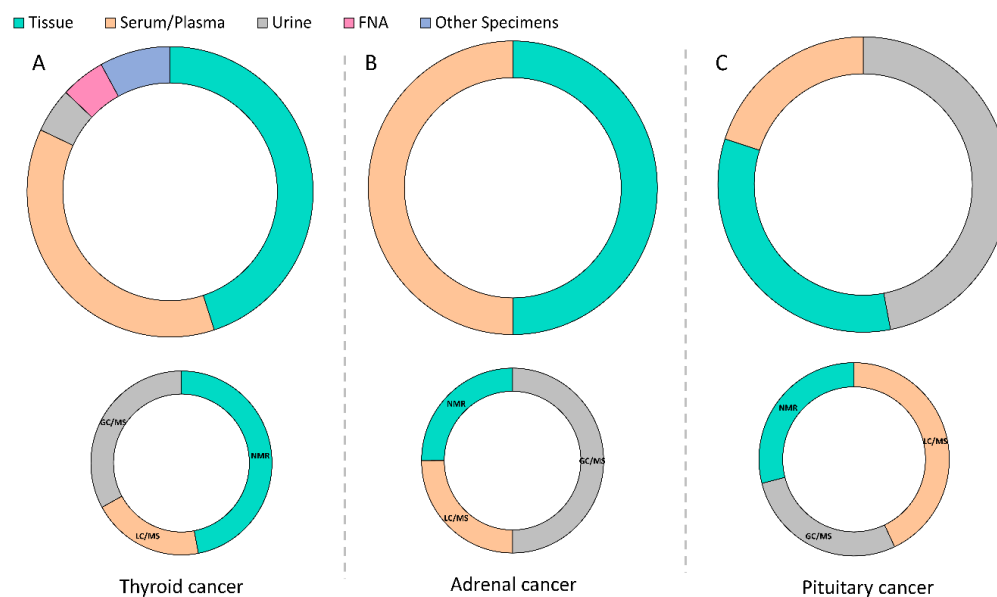 Tissue Serum/Plasma Urine FNA Other Specimens
A B C
GC/MS NMR LC/MS
NMR GC/MS LC/MS
NMR LC/MS GC/MS
Thyroid cancer Adrenal cancer Pituitary cancer